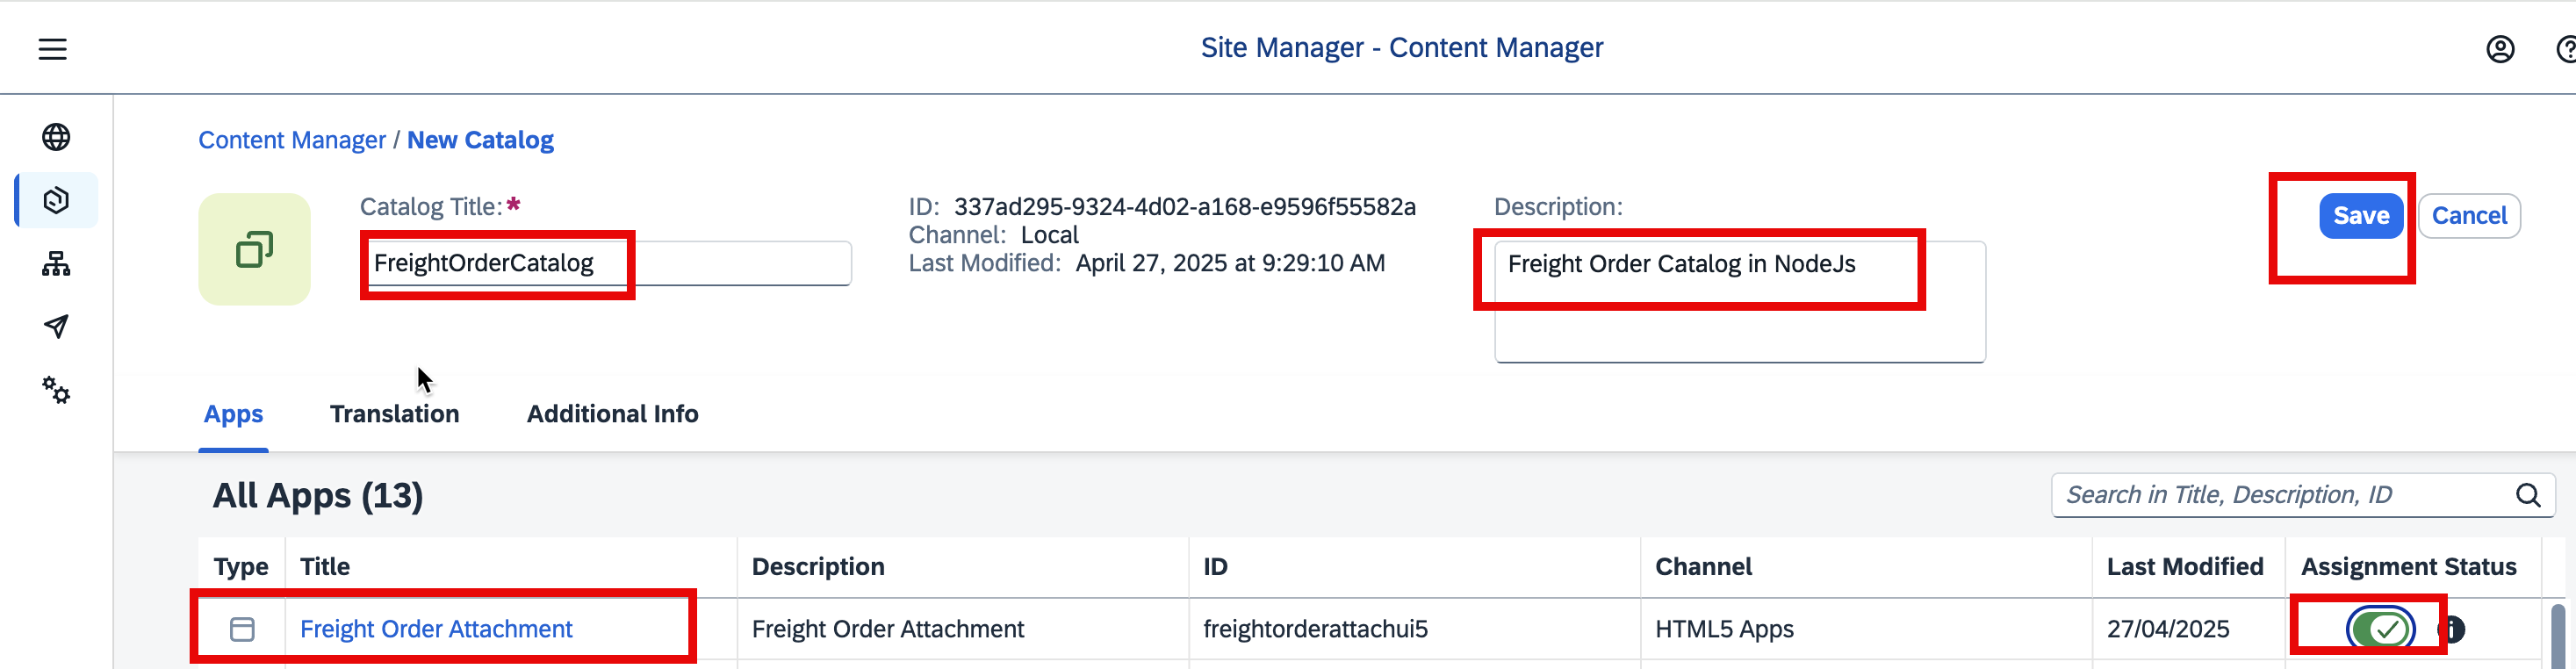 Site Manager - Content Manager
Content Manager / New Catalog
Catalog Title:*
FreightOrderCatalog
ID: 337ad295-9324-4d02-a168-e9596f55582a
Channel: Local
Last Modified: April 27, 2025 at 9:29:10 AM
Description:
Freight Order Catalog in NodeJs
Save Cancel
Apps Translation Additional Info
All Apps (13)
Search in Title, Description, ID
Type Title Description ID Channel Last Modified Assignment Status
Freight Order Attachment Freight Order Attachment freightorderattachui5 HTML5 Apps 27/04/2025